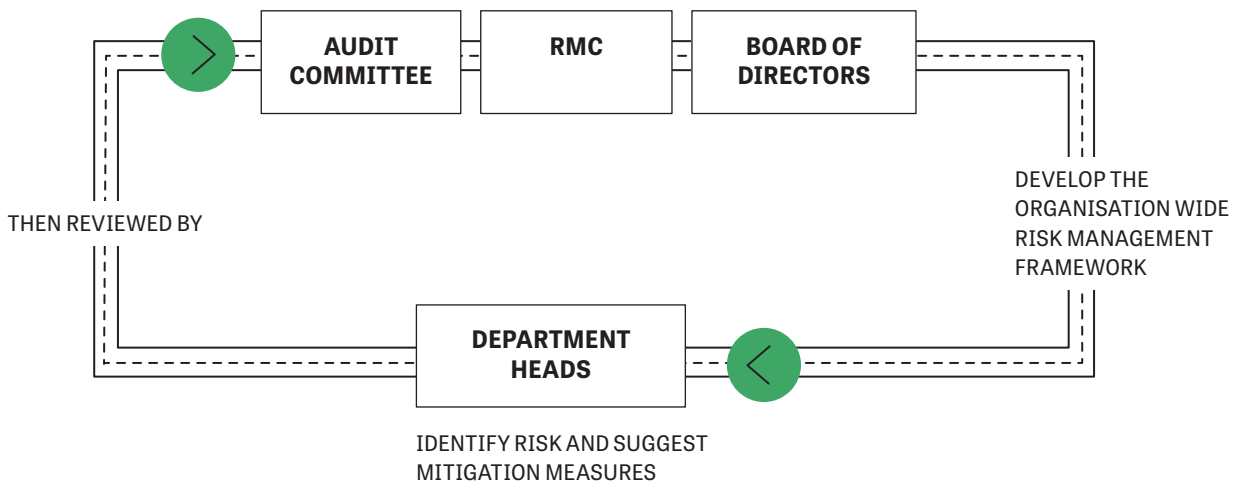 AUDIT
COMMITTEE
RMC
BOARD OF
DIRECTORS
DEVELOP THE
ORGANISATION WIDE
RISK MANAGEMENT
FRAMEWORK
THEN REVIEWED BY
DEPARTMENT
HEADS
IDENTIFY RISK AND SUGGEST
MITIGATION MEASURES